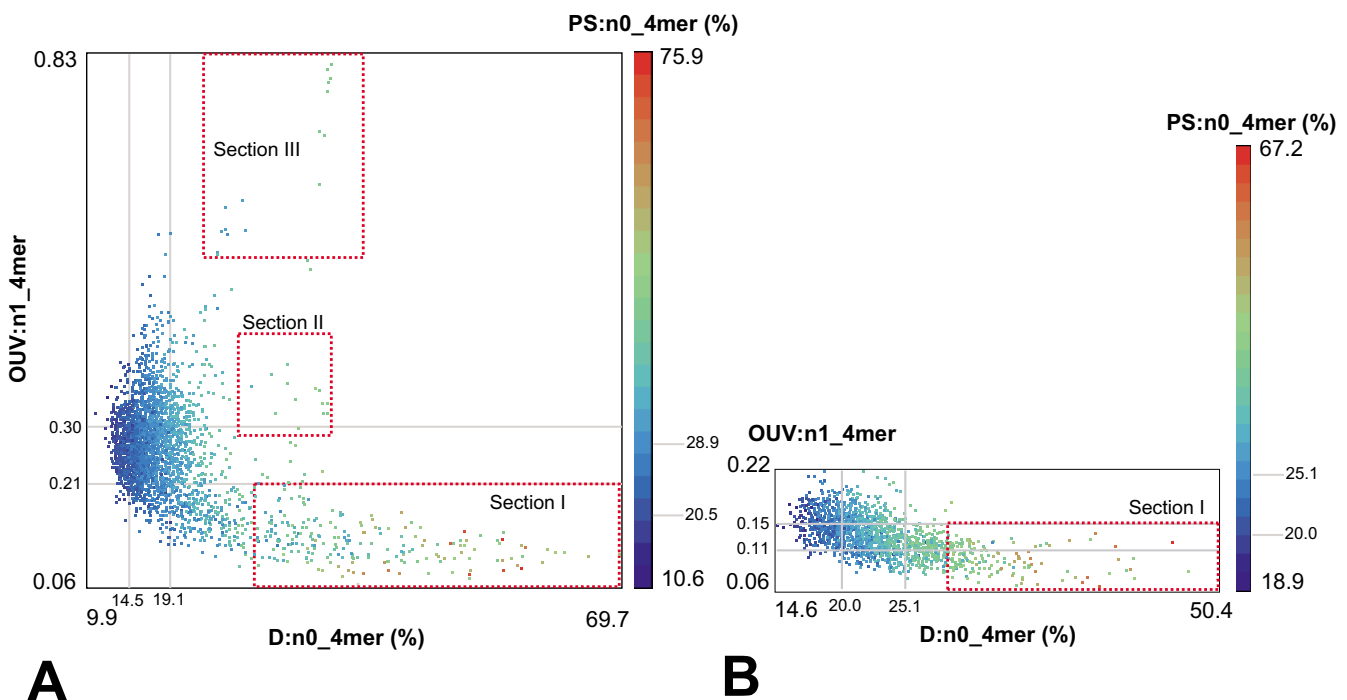 PS:n0_4mer (%)
0.83
75.9
Section III
OUV:n1_4mer
Section II
0.30
28.9
0.21
Section I
20.5
0.06
10.6
14.5 19.1
9.9
69.7
D:n0_4mer (%)
A
PS:n0_4mer (%)
67.2
OUV:n1_4mer
0.22
25.1
Section I
0.15
20.0
0.11
0.06
18.9
14.6 20.0 25.1 50.4
D:n0_4mer (%)
B